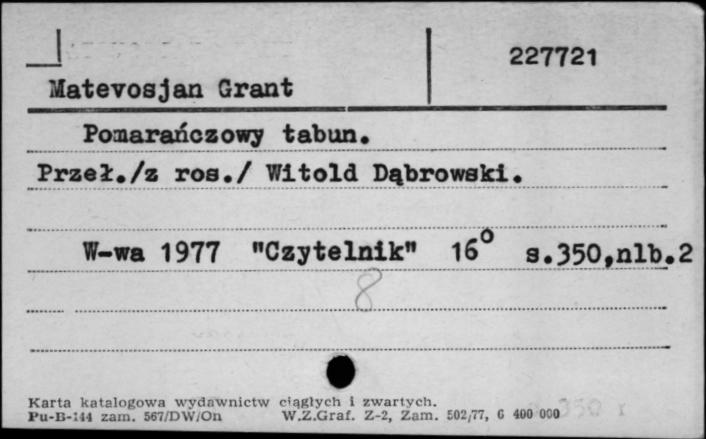 227721
Matevosjan Grant
Pomarańczowy tabun.
Przeł./z ros./ Witold Dąbrowski.
W-wa 1977 "Czytelnik" 16° s.350,nlb.2
8
Karta katalogowa wydawnictw ciągłych i zwartych.
Pu-B-144 zam. 567/DW/On W.Z.Graf. Z-2, Zam. 502/77, C 400 000
350